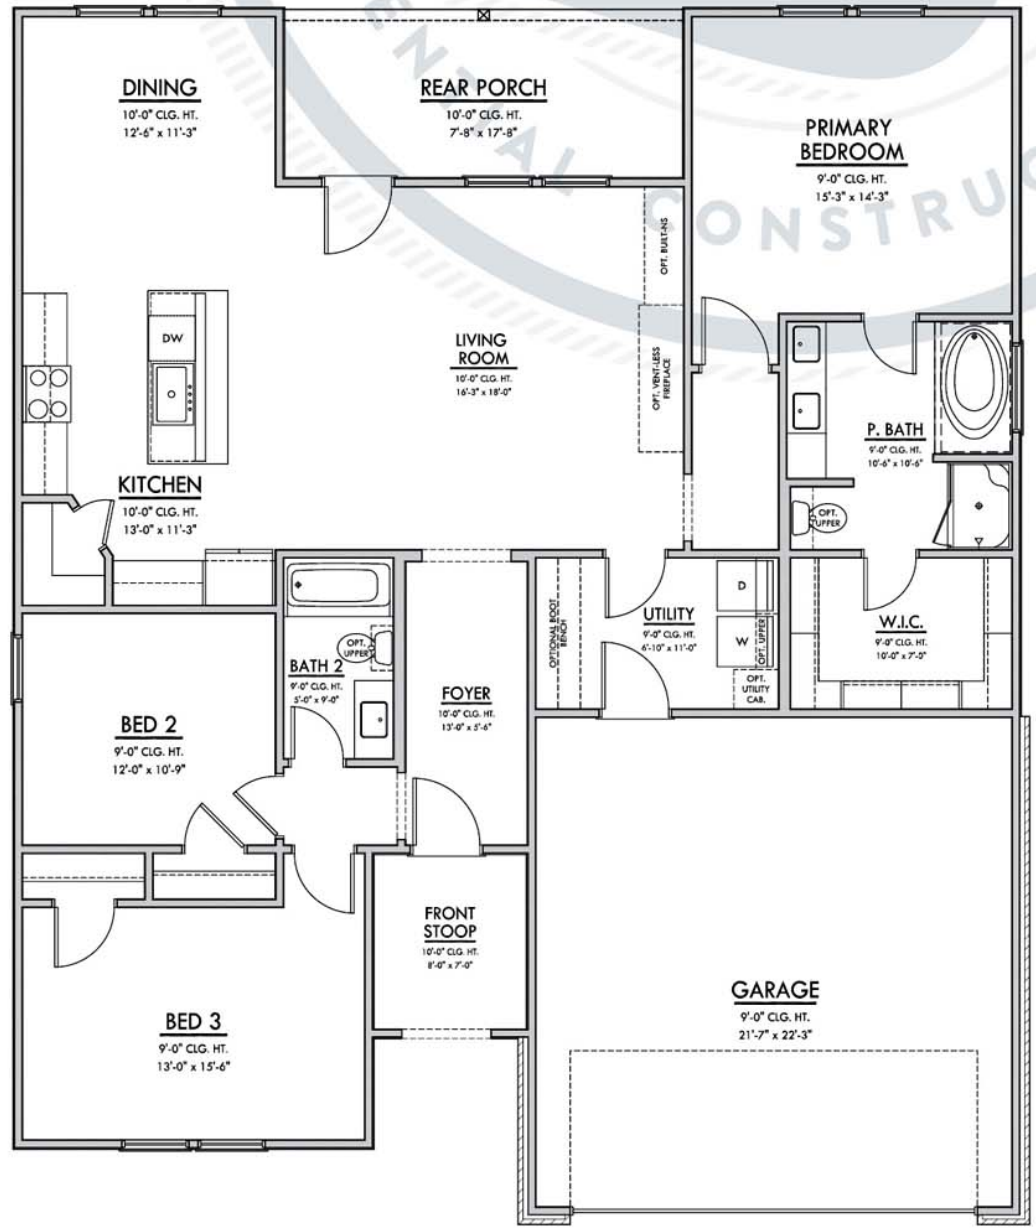 DINING
10'-0" CLG. HT.
12'-6" x 11'-3"
REAR PORCH
10'-0" CLG. HT.
7'-8" x 17'-8"
PRIMARY
BEDROOM
9'-0" CLG. HT.
15'-3" x 14'-3"
ENTIAL CONSTRUC
OPT. BUILT-INS
DW
LIVING
ROOM
10'-0" CLG. HT.
16'-3" x 18'-0"
OPT. VENT-LESS
FIREPLACE
P. BATH
9'-0" CLG. HT.
10'-6" x 10'-6"
KITCHEN
10'-0" CLG. HT.
13'-0" x 11'-3"
OPT.
UPPER
OPTIONAL BOOT
BENCH
UTILITY
9'-0" CLG. HT.
6'-10" x 11'-0"
D
W
OPT. UPPER
OPT.
UTILITY
CAB.
W.I.C.
9'-0" CLG. HT.
10'-0" x 7'-0"
OPT.
UPPER
BATH 2
9'-0" CLG. HT.
5'-0" x 9'-0"
FOYER
10'-0" CLG. HT.
13'-0" x 5'-6"
BED 2
9'-0" CLG. HT.
12'-0" x 10'-9"
FRONT
STOOP
10'-0" CLG. HT.
8'-0" x 7'-0"
BED 3
9'-0" CLG. HT.
13'-0" x 15'-6"
GARAGE
9'-0" CLG. HT.
21'-7" x 22'-3"